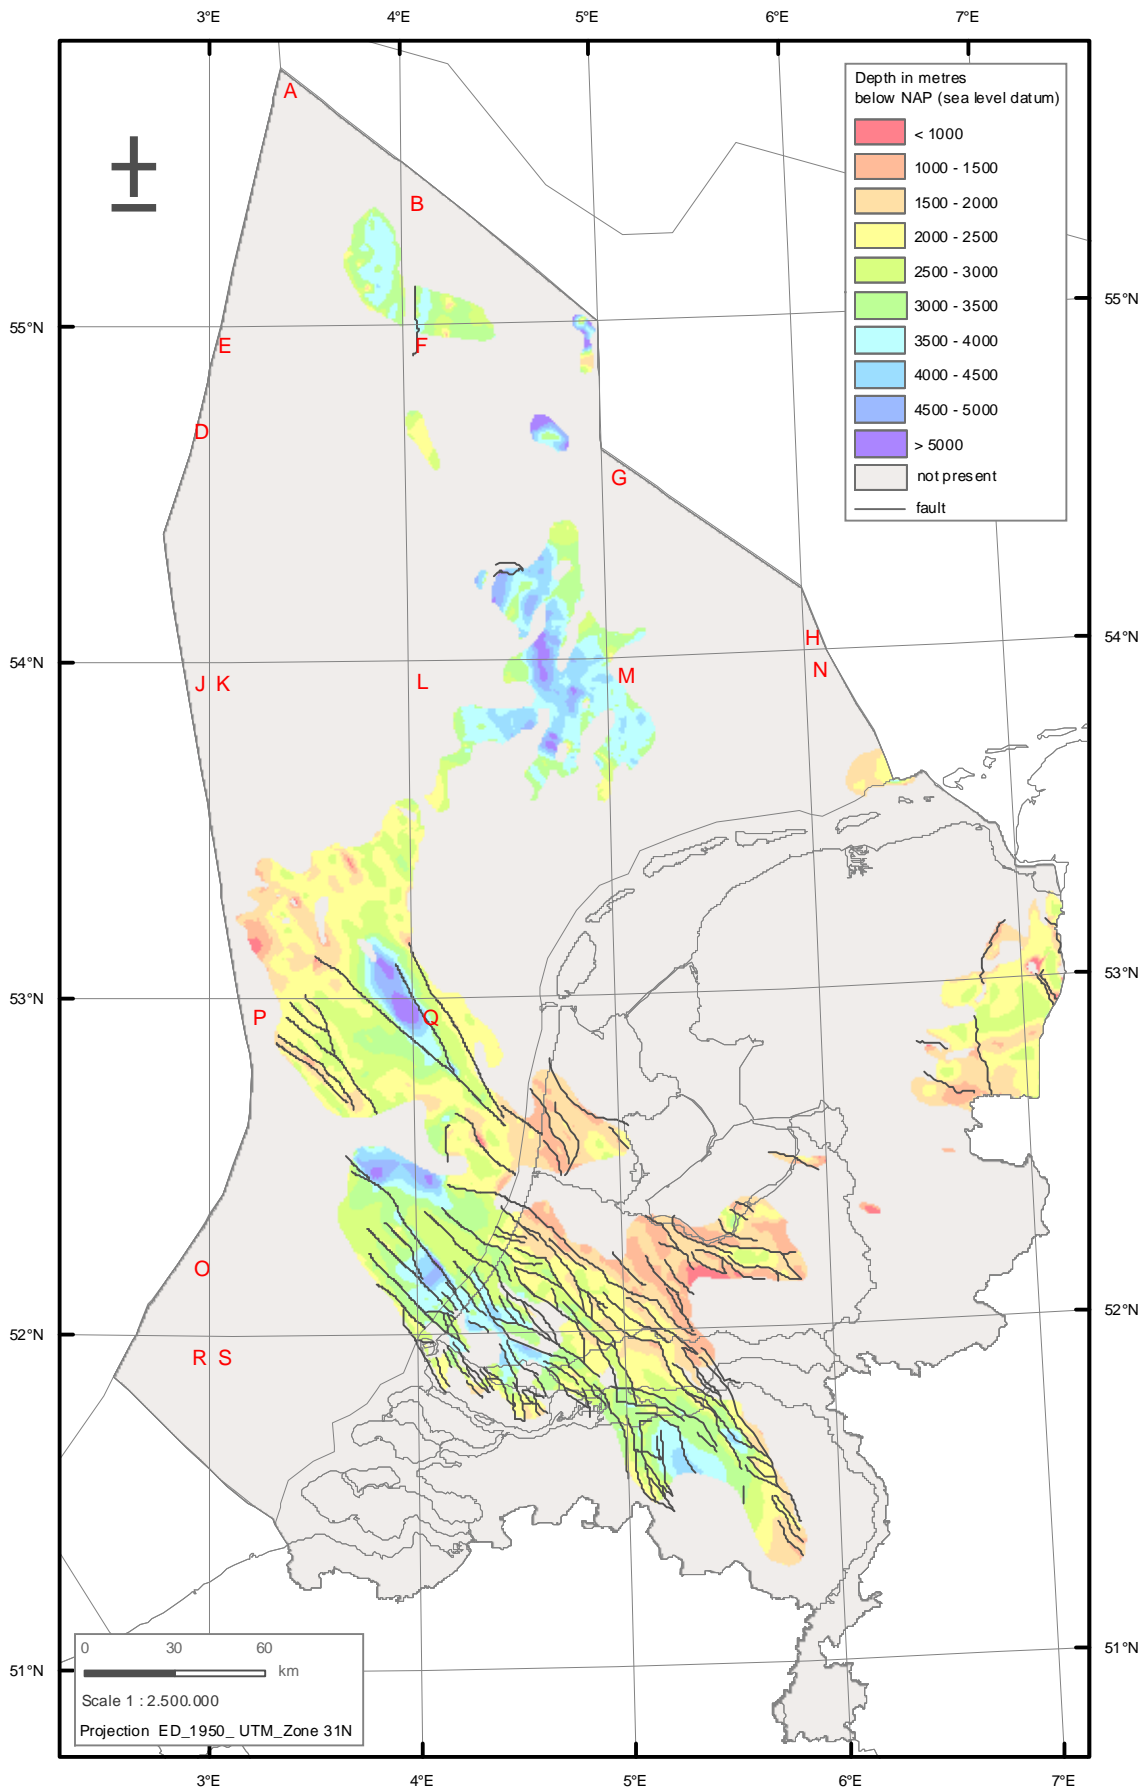 3°E 4°E 5°E 6°E 7°E
Depth in metres
below NAP (sea level datum)
< 1000
1000 - 1500
1500 - 2000
2000 - 2500
2500 - 3000
3000 - 3500
3500 - 4000
4000 - 4500
4500 - 5000
> 5000
not present
fault
A
B
55°N
55°N
E
F
D
G
H
54°N
54°N
J K L M N
53°N
53°N
P
Q
O
52°N
52°N
R S
51°N
51°N
0 30 60
km
Scale 1 : 2.500.000
Projection ED_1950_ UTM_Zone 31N
3°E 4°E 5°E 6°E 7°E